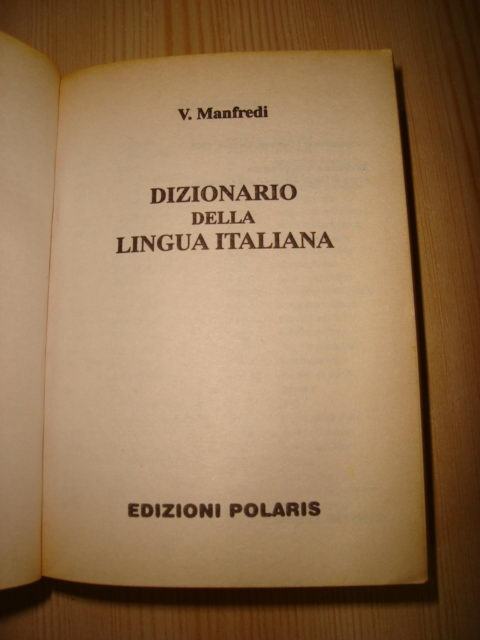 V. Manfredi
DIZIONARIO
DELLA
LINGUA ITALIANA
EDIZIONI POLARIS